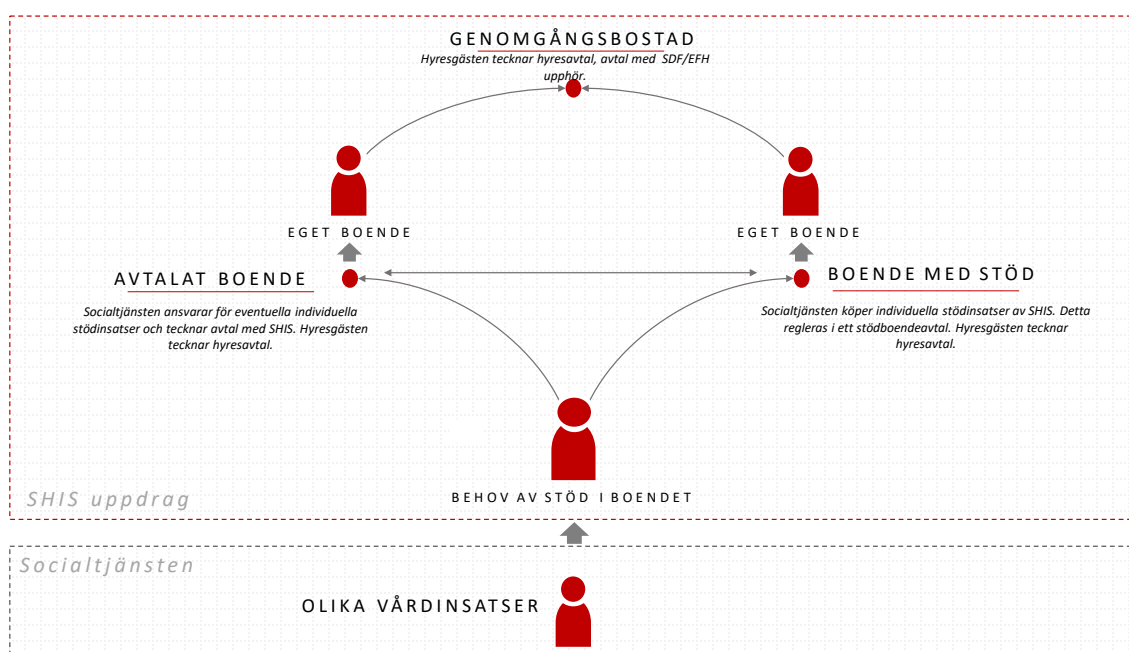 GENOMGÅNGSBOSTAD
Hyresgästen tecknar hyresavtal, avtal med SDF/EFH
upphör.
EGET BOENDE
EGET BOENDE
AVTALAT BOENDE
Socialtjänsten ansvarar för eventuella individuella
stödinsatser och tecknar avtal med SHIS. Hyresgästen
tecknar hyresavtal.
BOENDE MED STÖD
Socialtjänsten köper individuella stödinsatser av SHIS. Detta
regleras i ett stödboendeavtal. Hyresgästen tecknar
hyresavtal.
BEHOV AV STÖD I BOENDET
SHIS uppdrag
Socialtjänsten
OLIKA VÅRDINSATSER